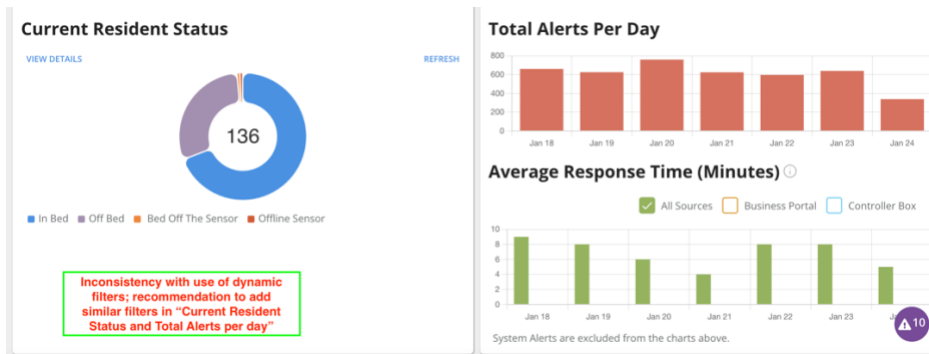 Current Resident Status
VIEW DETAILS
REFRESH
136
In Bed
Off Bed
Bed Off The Sensor
Offline Sensor
Inconsistency with use of dynamic
filters; recommendation to add
similar filters in “Current Resident
Status and Total Alerts per day”
Total Alerts Per Day
800
600
400
200
0
Jan 18
Jan 19
Jan 20
Jan 21
Jan 22
Jan 23
Jan 24
Average Response Time (Minutes)
All Sources
Business Portal
Controller Box
10
8
6
4
2
0
Jan 18
Jan 19
Jan 20
Jan 21
Jan 22
Jan 23
10
System Alerts are excluded from the charts above.